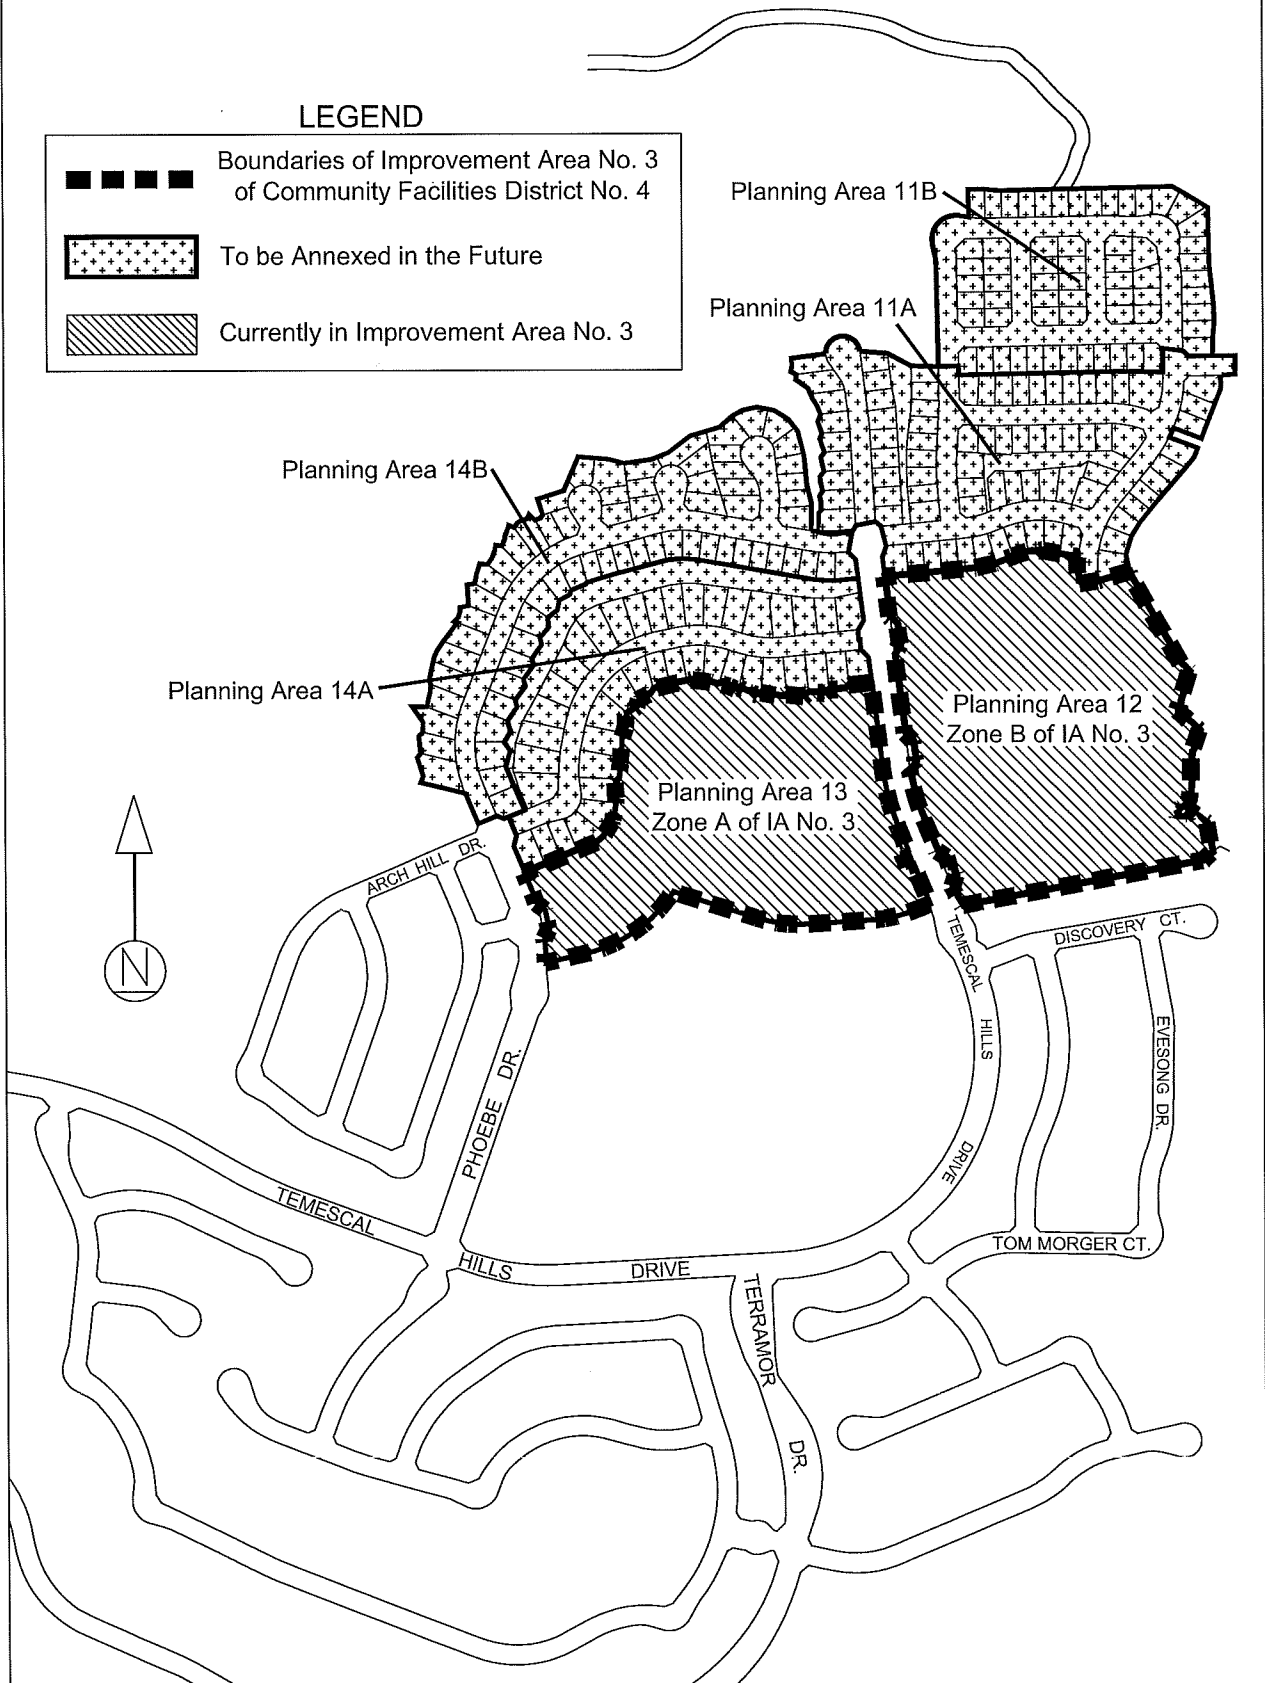 LEGEND
Boundaries of Improvement Area No. 3
of Community Facilities District No. 4
To be Annexed in the Future
Currently in Improvement Area No. 3
Planning Area 11B
Planning Area 11A
Planning Area 14B
Planning Area 14A
Planning Area 12
Zone B of IA No. 3
Planning Area 13
Zone A of IA No. 3
N
ARCH HILL DR.
PHOEBE DR.
TEMESCAL HILLS DRIVE
DISCOVERY CT.
EVESONG DR.
TOM MORGER CT.
TEMESCAL HILLS DRIVE
TERRAMOR DR.